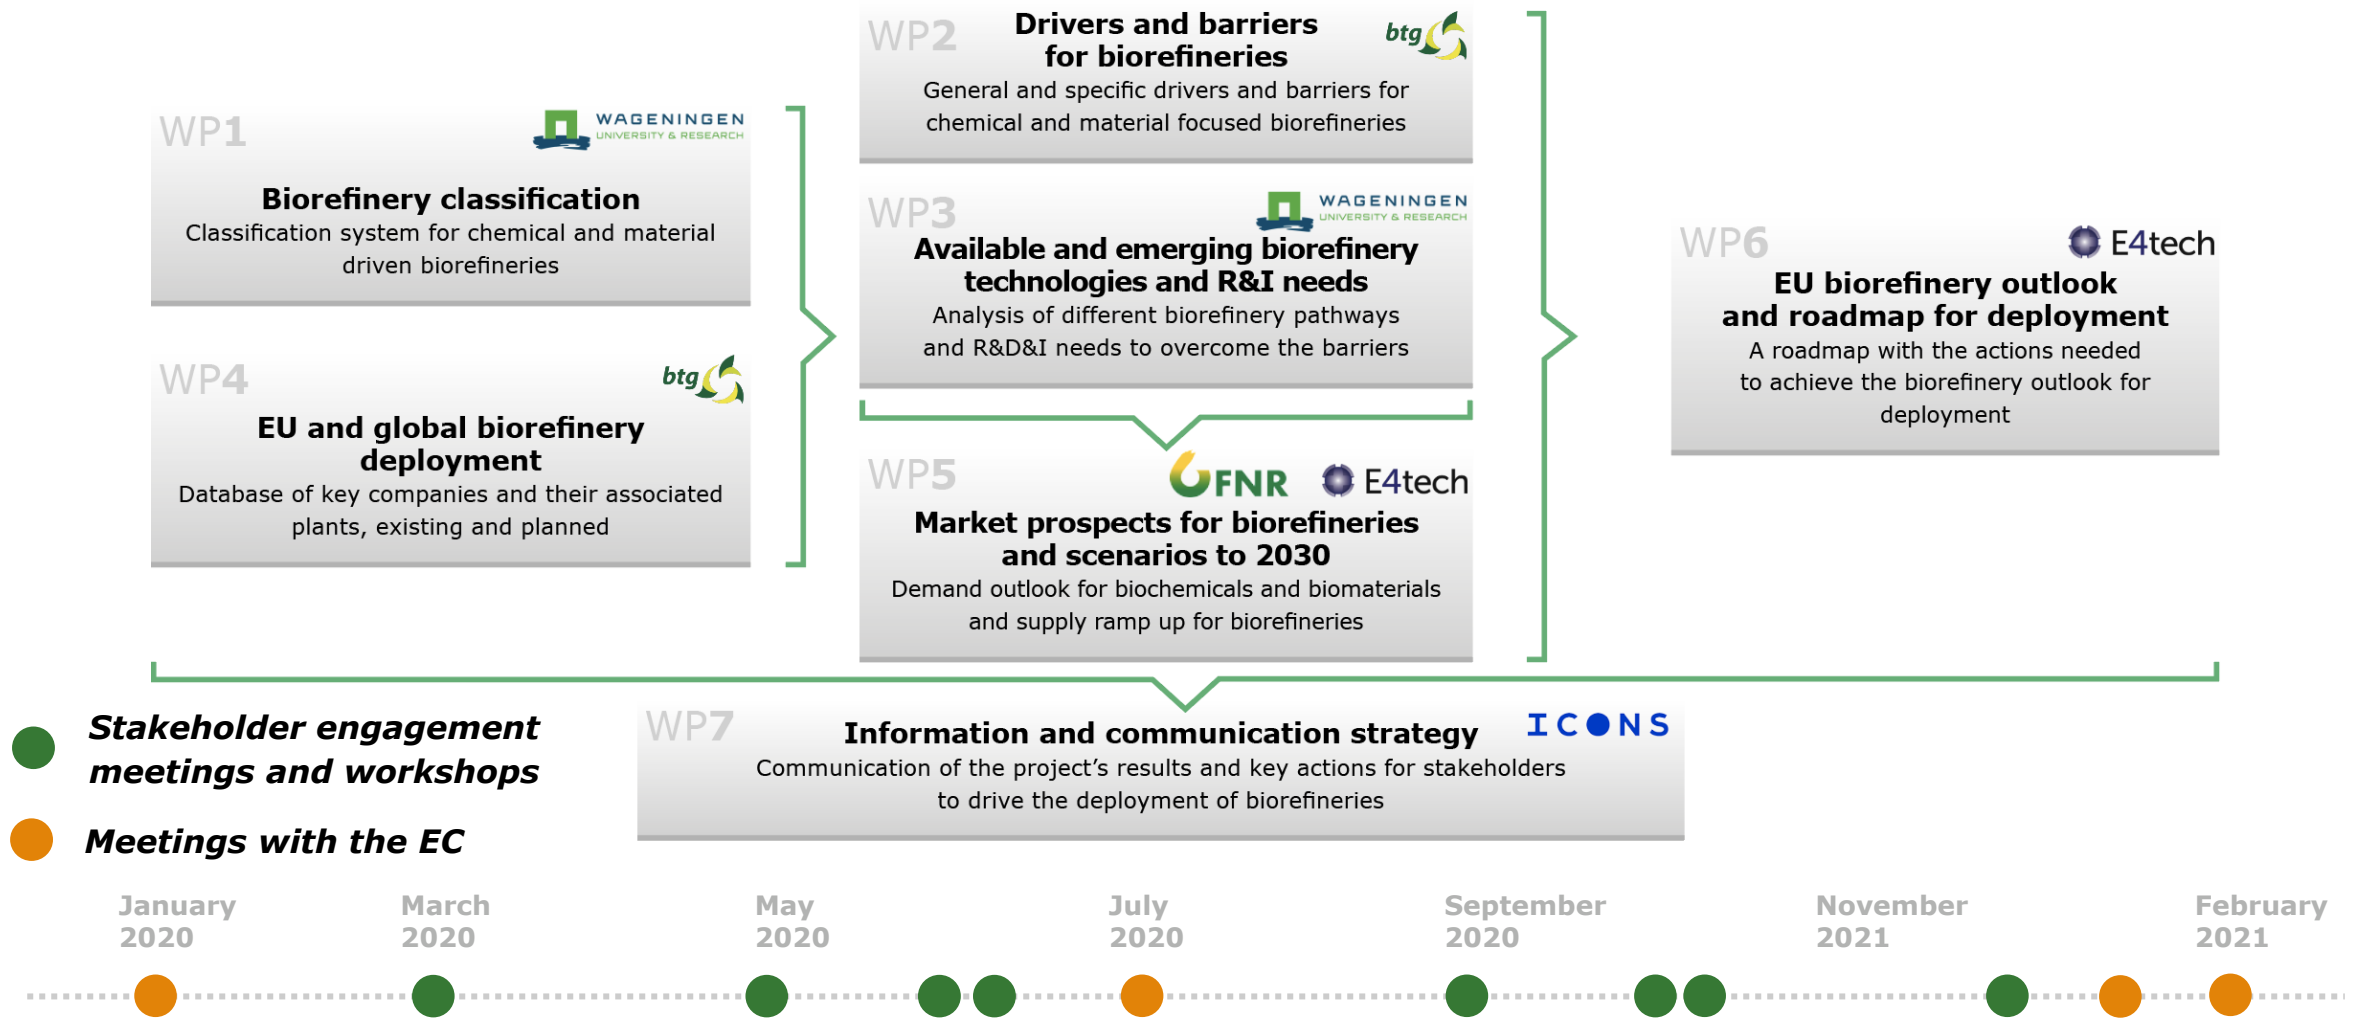 WP1
WAGENINGEN
UNIVERSITY & RESEARCH
Biorefinery classification
Classification system for chemical and material
driven biorefineries
WP4
btg
EU and global biorefinery
deployment
Database of key companies and their associated
plants, existing and planned
WP2
Drivers and barriers
for biorefineries
btg
General and specific drivers and barriers for
chemical and material focused biorefineries
WP3
WAGENINGEN
UNIVERSITY & RESEARCH
Available and emerging biorefinery
technologies and R&I needs
Analysis of different biorefinery pathways
and R&D&I needs to overcome the barriers
WP5
FNR
E4tech
Market prospects for biorefineries
and scenarios to 2030
Demand outlook for biochemicals and biomaterials
and supply ramp up for biorefineries
WP6
E4tech
EU biorefinery outlook
and roadmap for deployment
A roadmap with the actions needed
to achieve the biorefinery outlook for
deployment
WP7
Information and communication strategy
ICONS
Communication of the project’s results and key actions for stakeholders
to drive the deployment of biorefineries
Stakeholder engagement
meetings and workshops
Meetings with the EC
January
2020
March
2020
May
2020
July
2020
September
2020
November
2021
February
2021